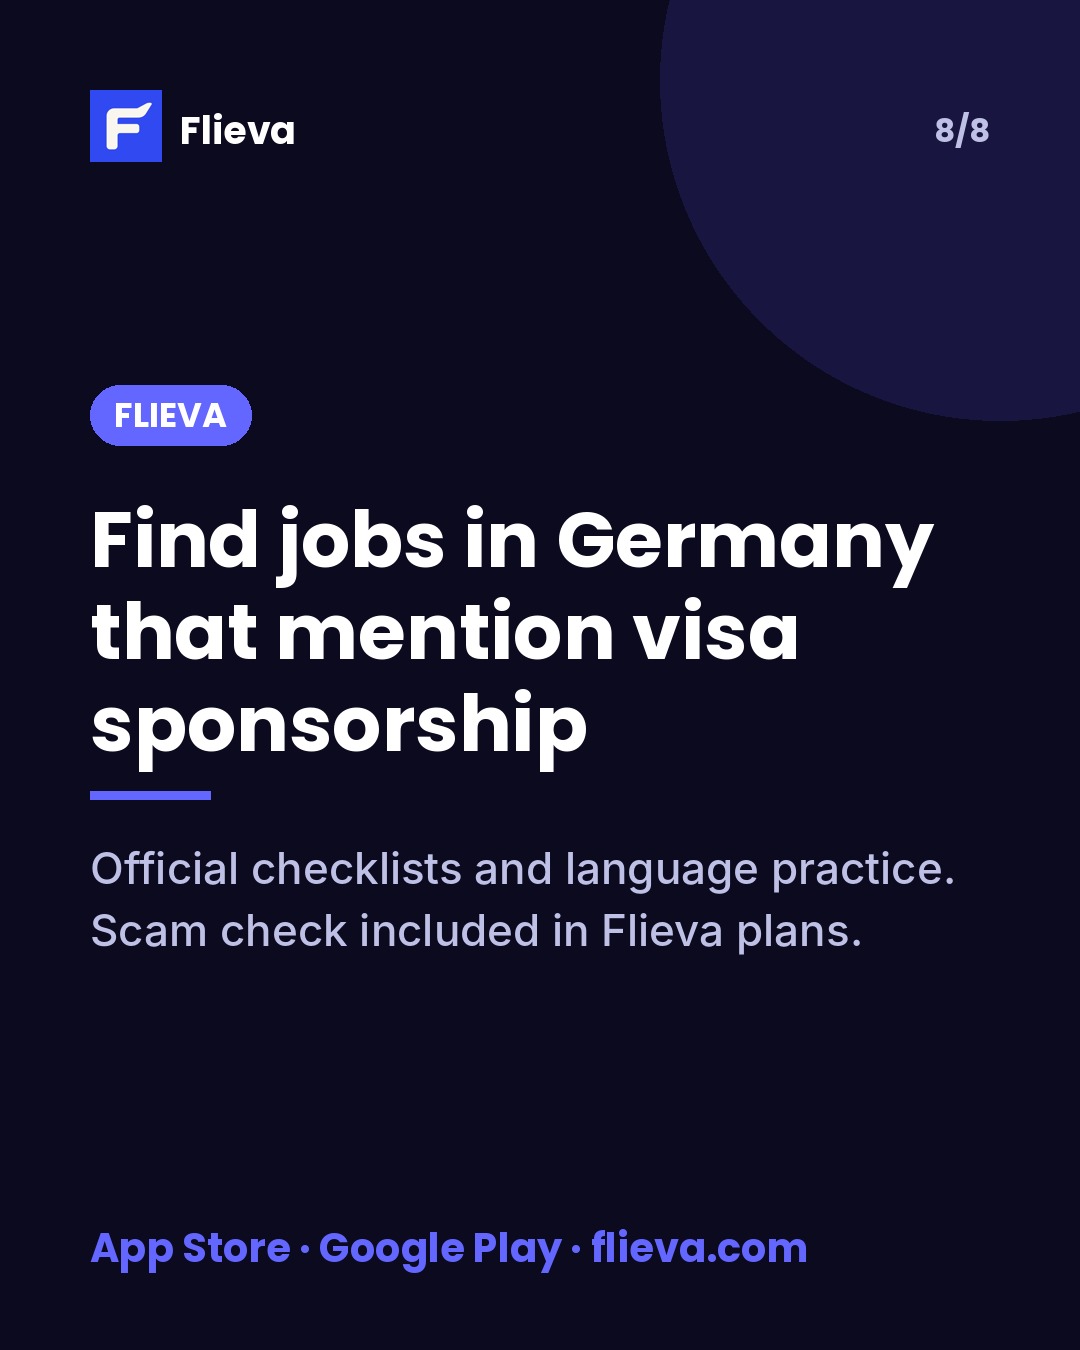 Flieva
8/8
FLIEVA
Find jobs in Germany
that mention visa
sponsorship
Official checklists and language practice.
Scam check included in Flieva plans.
App Store · Google Play · flieva.com